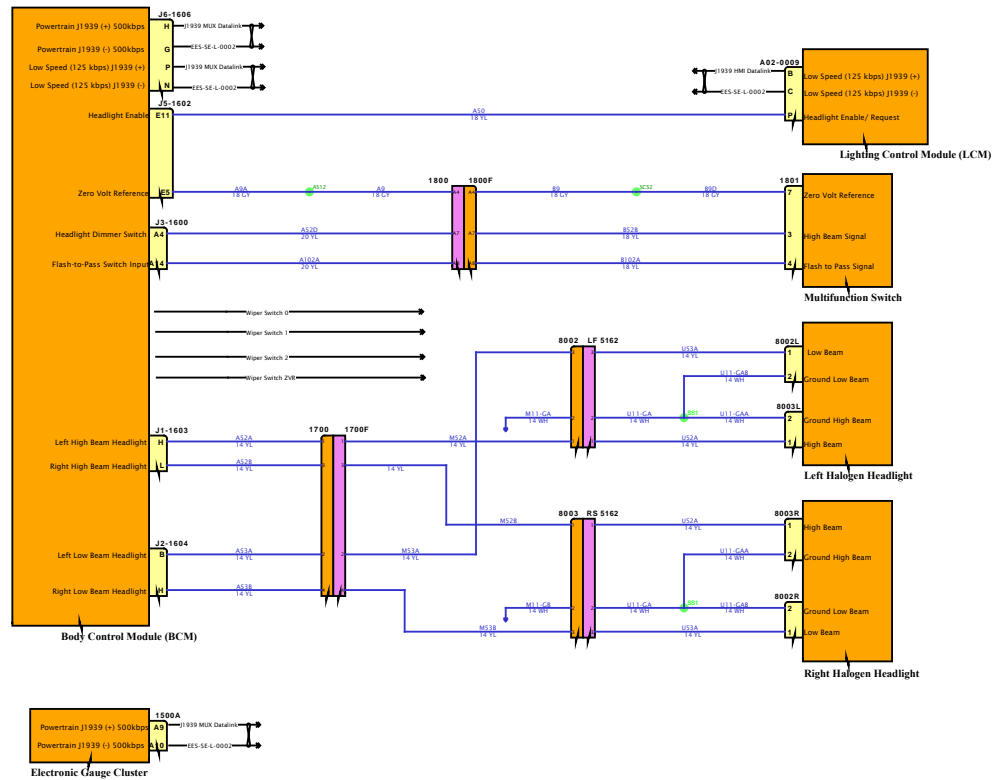 J6-1606
Powertrain J1939 (+) 500kbps H J1939 MUX Datalink
Powertrain J1939 (-) 500kbps G EES-SE-L-0002
Low Speed (125 kbps) J1939 (+) P J1939 MUX Datalink
Low Speed (125 kbps) J1939 (-) N EES-SE-L-0002
A02-0009
J1939 HMI Datalink B Low Speed (125 kbps) J1939 (+)
EES-SE-L-0002 C Low Speed (125 kbps) J1939 (-)
J5-1602
Headlight Enable E11 A50 18 YL P Headlight Enable/ Request
Lighting Control Module (LCM)
1800 1800F 1801
Zero Volt Reference E5 A9A 18 GY AS12 A9 18 GY A4 A4 B9 18 GY SC52 B9D 18 GY 7 Zero Volt Reference
J3-1600
Headlight Dimmer Switch A4 A52D 20 YL A7 A7 B52B 18 YL 3 High Beam Signal
Flash-to-Pass Switch Input A102A 20 YL B102A 18 YL 4 Flash to Pass Signal
Multifunction Switch
Wiper Switch 0
Wiper Switch 1
Wiper Switch 2
Wiper Switch ZVR
8002 LF 5162 8002L
U53A 14 YL 1 Low Beam
U11-GAB 14 WH 2 Ground Low Beam
8003L
M11-GA 14 WH 2 2 U11-GA 14 WH SB1 U11-GAA 14 WH 2 Ground High Beam
U52A 14 YL 1 High Beam
Left Halogen Headlight
J1-1603 1700 1700F
Left High Beam Headlight H A52A 14 YL M52A 14 YL
Right High Beam Headlight L A52B 14 YL 14 YL
M52B
8003 RS 5162 8003R
U52A 14 YL 1 High Beam
U11-GAA 14 WH 2 Ground High Beam
J2-1604
Left Low Beam Headlight B A53A 14 YL 2 2 M53A 14 YL
Right Low Beam Headlight H A53B 14 YL
8002R
M11-GB 14 WH 2 2 U11-GA 14 WH SB1 U11-GAB 14 WH 2 Ground Low Beam
M53B 14 YL U53A 14 YL 1 Low Beam
Body Control Module (BCM)
Right Halogen Headlight
1500A
Powertrain J1939 (+) 500kbps A9 J1939 MUX Datalink
Powertrain J1939 (-) 500kbps A10 EES-SE-L-0002
Electronic Gauge Cluster